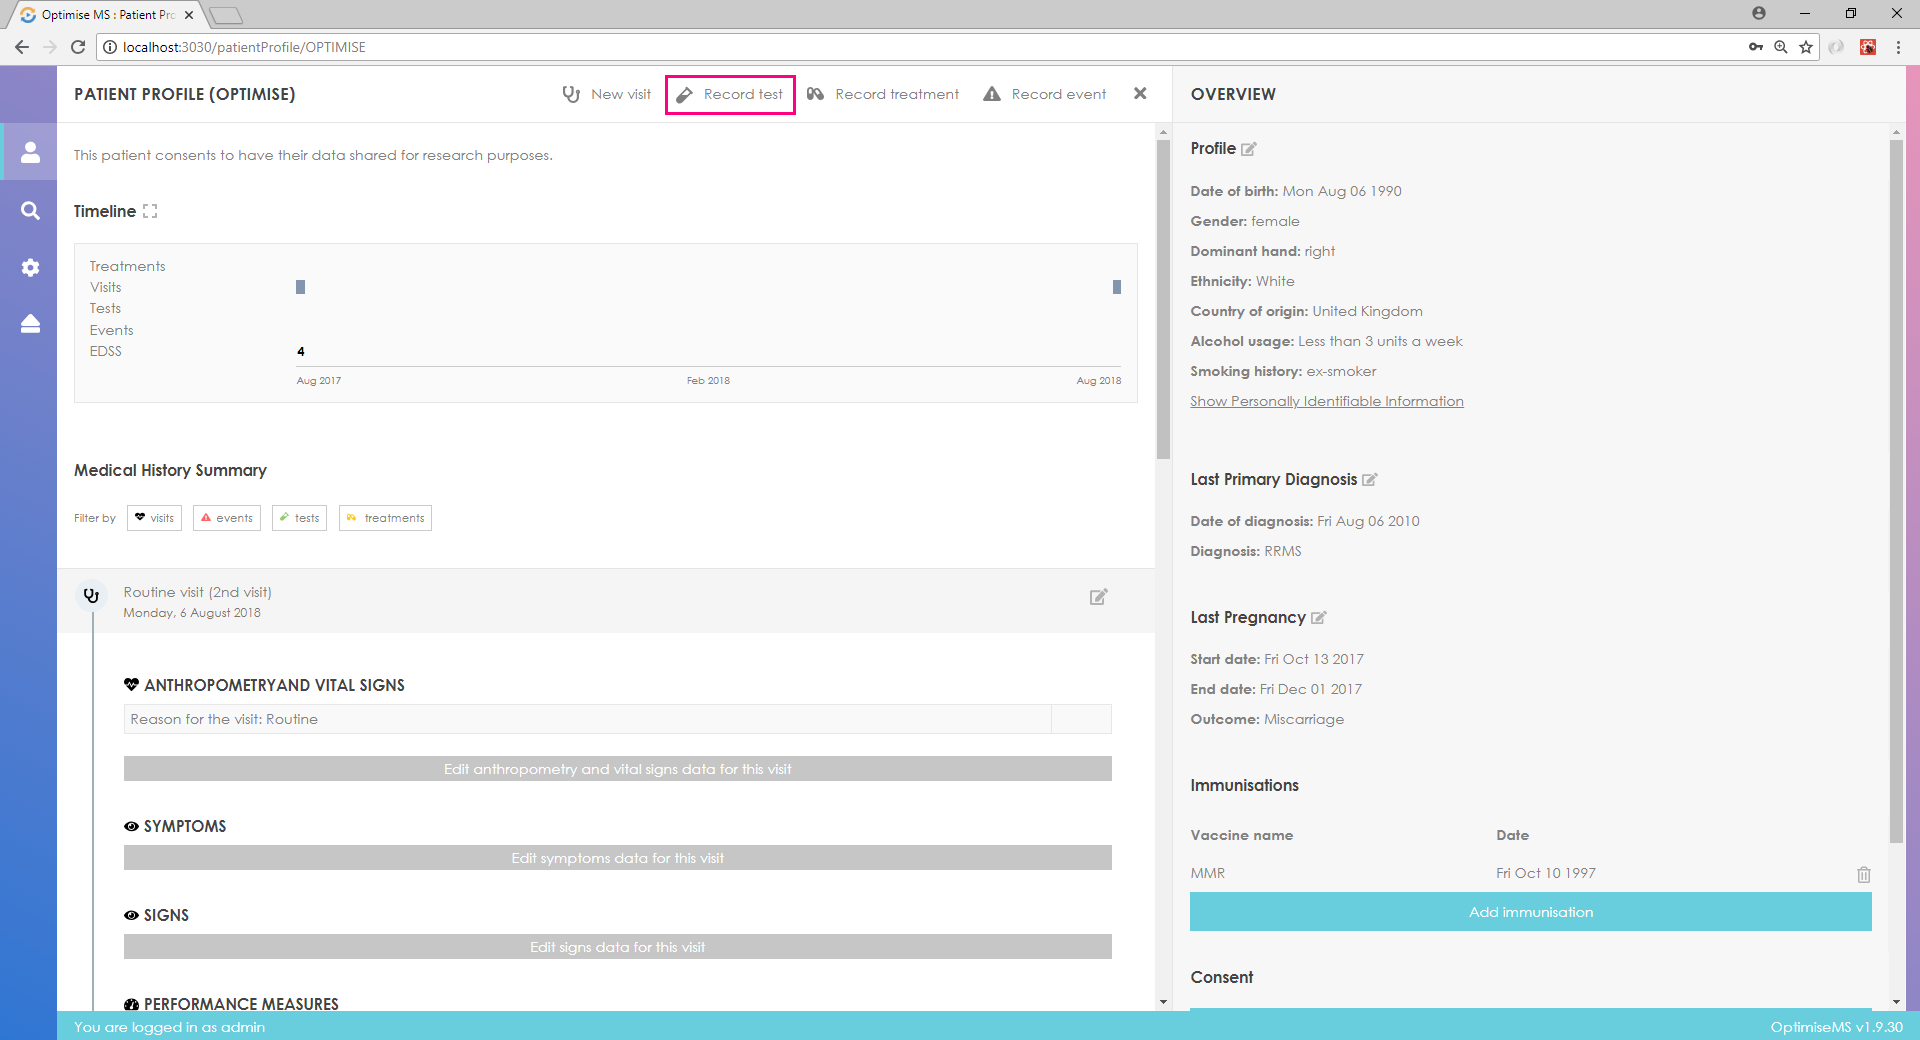 Optimise MS : Patient Pro
localhost:3030/patientProfile/OPTIMISE
PATIENT PROFILE (OPTIMISE)
New visit
Record test
Record treatment
Record event
This patient consents to have their data shared for research purposes.
Timeline
Treatments
Visits
Tests
Events
EDSS
4
Aug 2017
Feb 2018
Aug 2018
Medical History Summary
Filter by
visits
events
tests
treatments
Routine visit (2nd visit)
Monday, 6 August 2018
ANTHROPOMETRYAND VITAL SIGNS
Reason for the visit: Routine
Edit anthropometry and vital signs data for this visit
SYMPTOMS
Edit symptoms data for this visit
SIGNS
Edit signs data for this visit
PERFORMANCE MEASURES
OVERVIEW
Profile
Date of birth: Mon Aug 06 1990
Gender: female
Dominant hand: right
Ethnicity: White
Country of origin: United Kingdom
Alcohol usage: Less than 3 units a week
Smoking history: ex-smoker
Show Personally Identifiable Information
Last Primary Diagnosis
Date of diagnosis: Fri Aug 06 2010
Diagnosis: RRMS
Last Pregnancy
Start date: Fri Oct 13 2017
End date: Fri Dec 01 2017
Outcome: Miscarriage
Immunisations
Vaccine name Date
MMR Fri Oct 10 1997
Add immunisation
Consent
You are logged in as admin
OptimiseMS v1.9.30